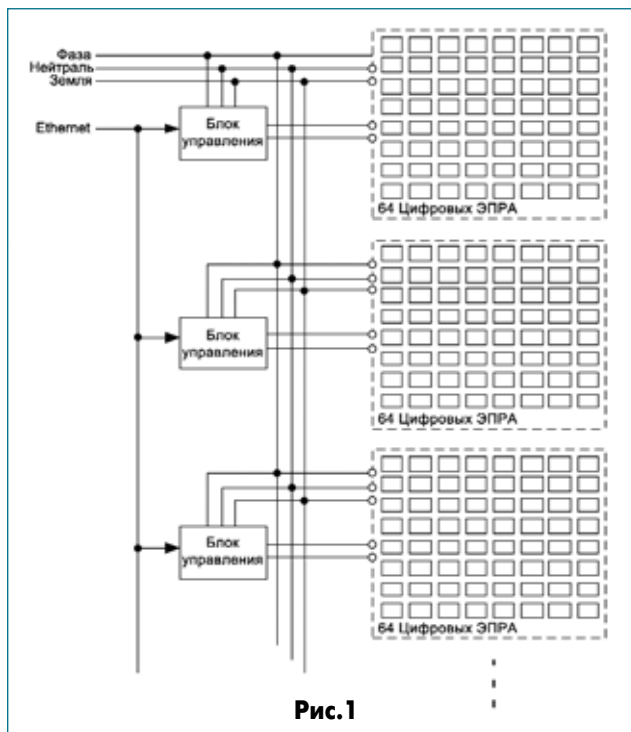 Фаза
Нейтраль
Земля
Ethernet
Блок
управления
64 Цифровых ЭПРА
Блок
управления
64 Цифровых ЭПРА
Блок
управления
64 Цифровых ЭПРА
Рис.1